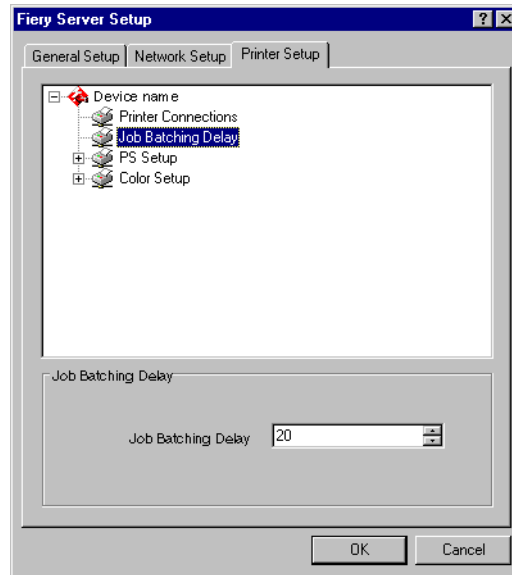 Fiery Server Setup
General Setup Network Setup Printer Setup
Device name
Printer Connections
Job Batching Delay
PS Setup
Color Setup
Job Batching Delay
Job Batching Delay 20
OK Cancel